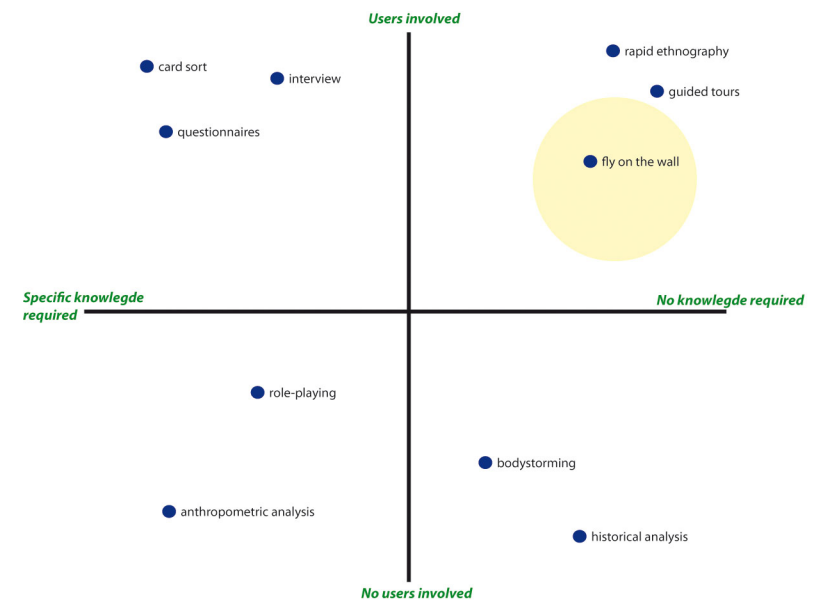 Users involved
rapid ethnography
card sort
interview
guided tours
questionnaires
fly on the wall
Specific knowlegde
required
No knowlegde required
role-playing
bodystorming
anthropometric analysis
historical analysis
No users involved